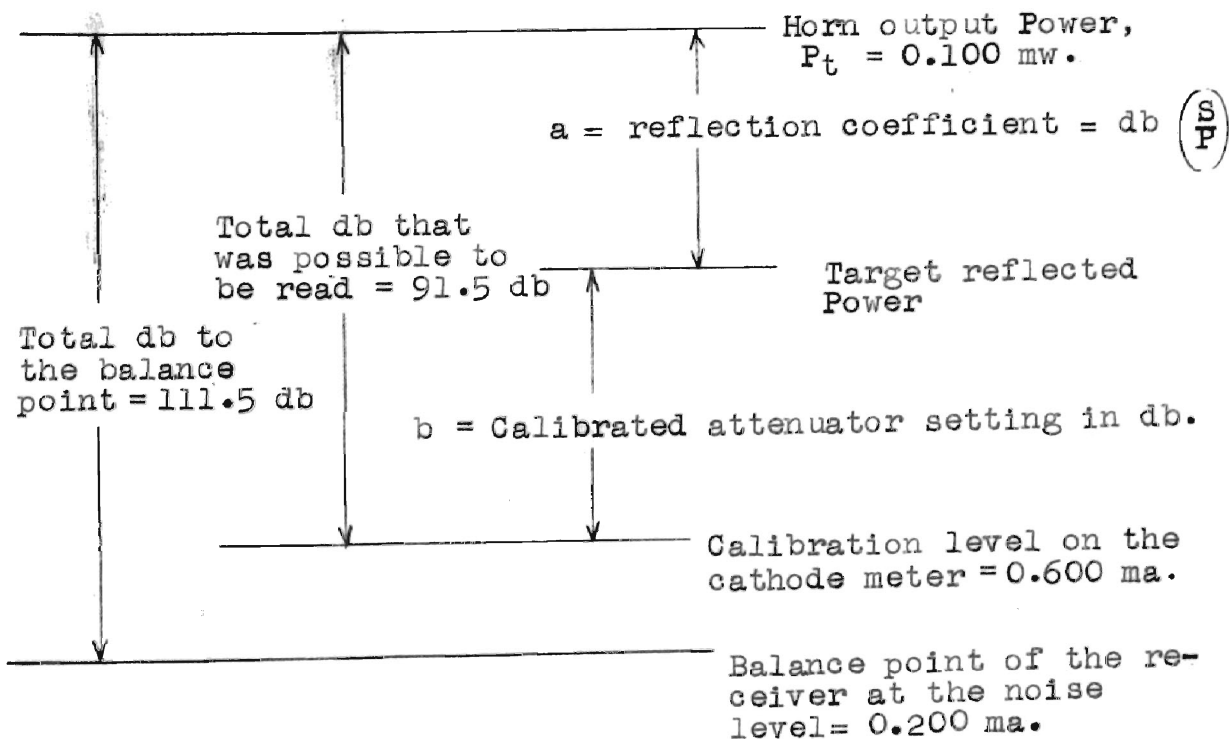 Horn output Power,
P_t = 0.100 mw.
a = reflection coefficient = db (S/P)
Total db that
was possible to
be read = 91.5 db
Target reflected
Power
Total db to
the balance
point = 111.5 db
b = Calibrated attenuator setting in db.
Calibration level on the
cathode meter = 0.600 ma.
Balance point of the re-
ceiver at the noise
level= 0.200 ma.